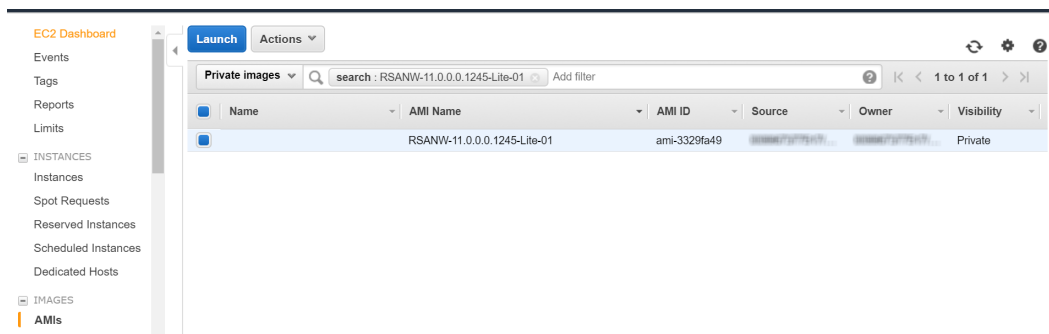 EC2 Dashboard
Events
Tags
Reports
Limits
INSTANCES
Instances
Spot Requests
Reserved Instances
Scheduled Instances
Dedicated Hosts
IMAGES
AMIs
Launch Actions
Private images search : RSANW-11.0.0.0.1245-Lite-01 Add filter 1 to 1 of 1
Name AMI Name AMI ID Source Owner Visibility
RSANW-11.0.0.0.1245-Lite-01 ami-3329fa49 Private